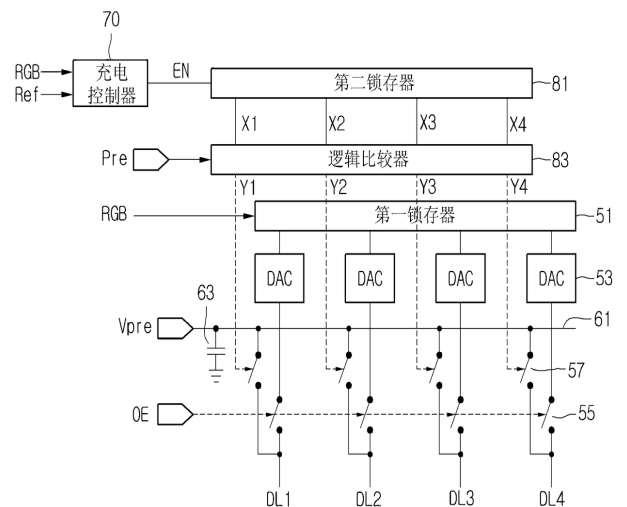 70
RGB
Ref
充电
控制器
EN
第二锁存器
81
X1
X2
X3
X4
Pre
逻辑比较器
83
Y1
Y2
Y3
Y4
RGB
第一锁存器
51
DAC
DAC
DAC
DAC
53
63
Vpre
61
57
OE
55
DL1
DL2
DL3
DL4